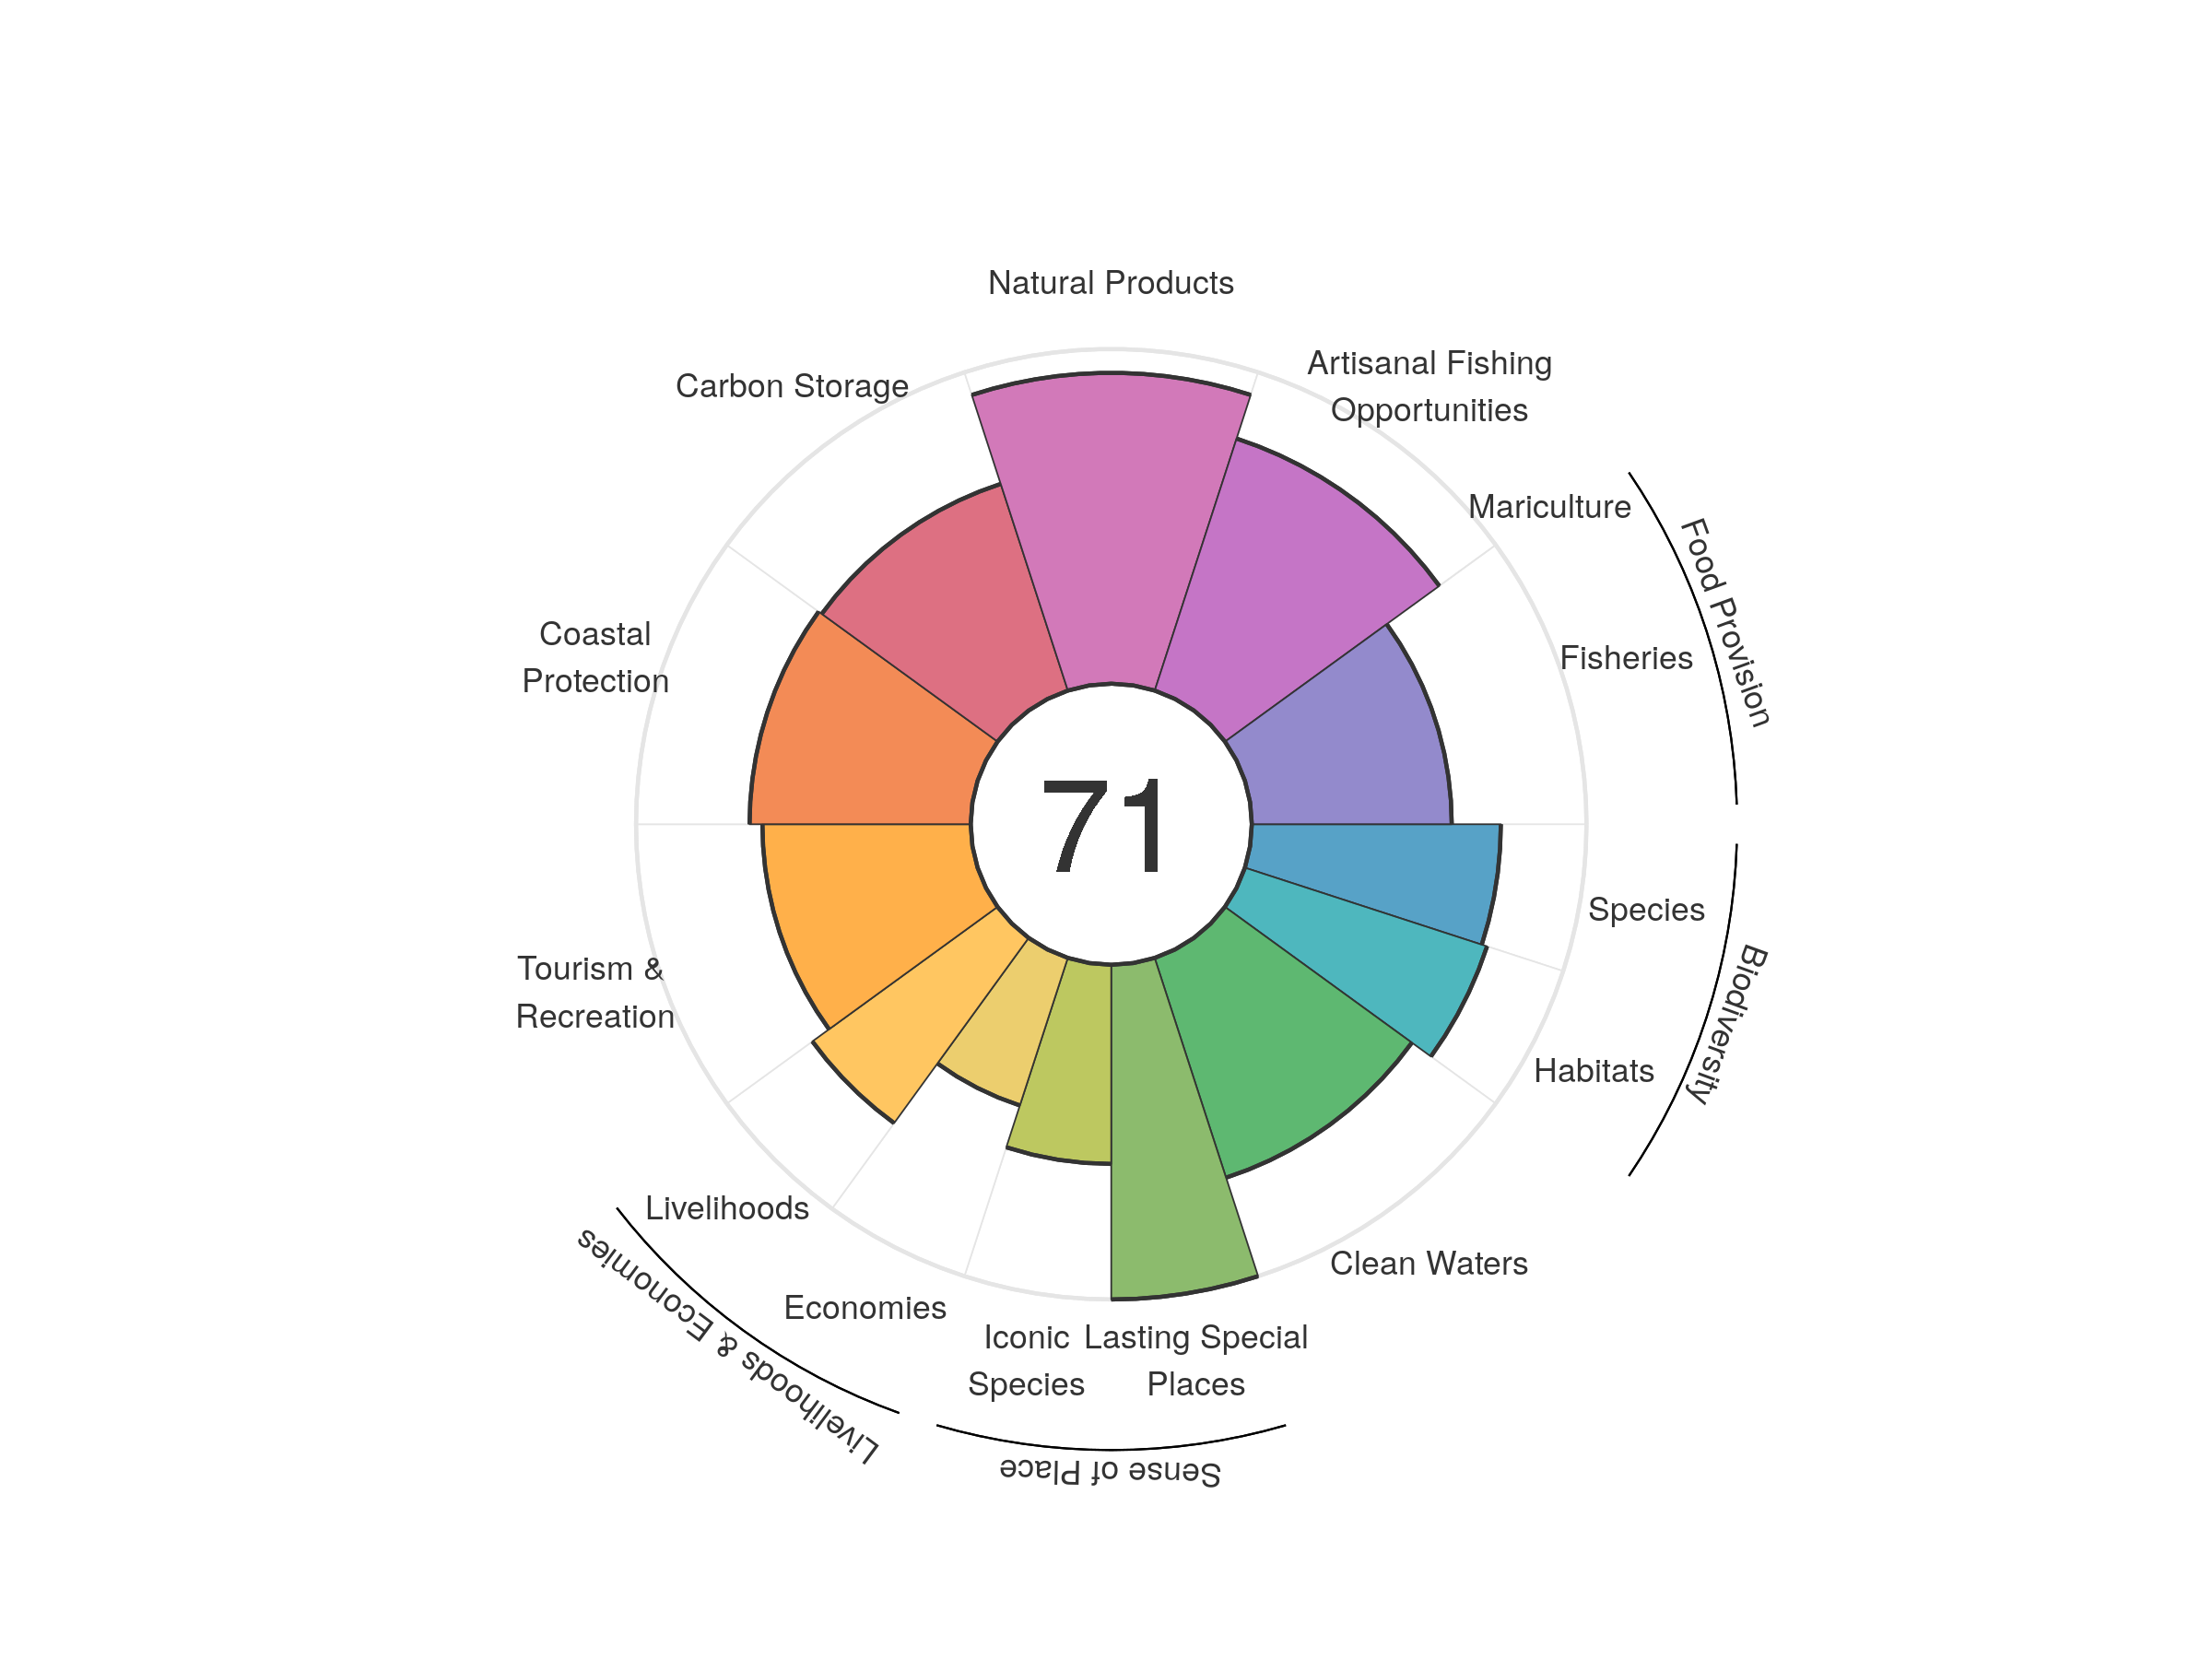 Natural Products
Artisanal Fishing
Opportunities
Carbon Storage
Mariculture
Food Provision
Fisheries
Coastal
Protection
71
Species
Biodiversity
Tourism &
Recreation
Habitats
Livelihoods
Clean Waters
Livelihoods & Economies
Economies
Iconic
Species
Lasting Special
Places
Sense of Place